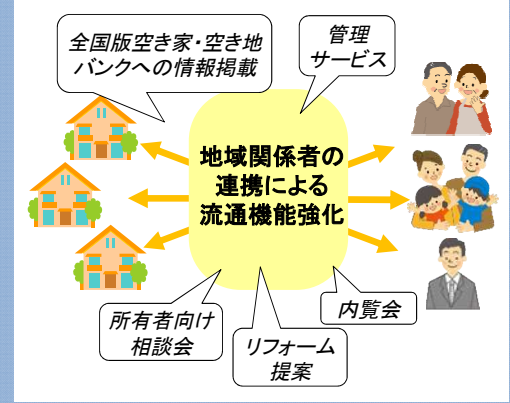 全国版空き家・空き地
バンクへの情報掲載
管理
サービス
地域関係者の
連携による
流通機能強化
所有者向け
相談会
リフォーム
提案
内覧会